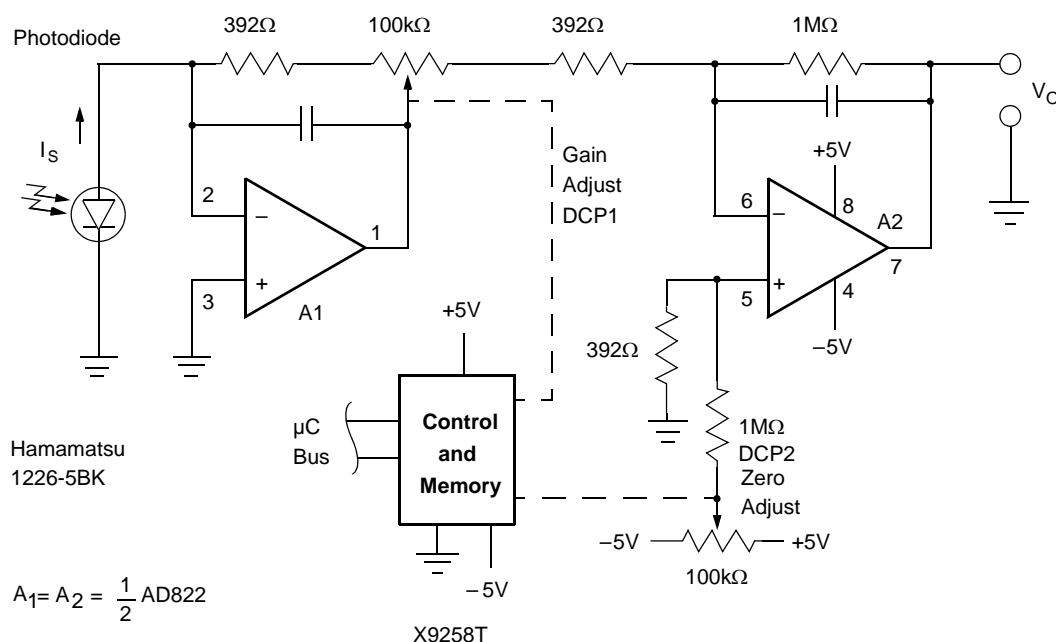 392Ω
100kΩ
392Ω
1MΩ
Photodiode
V_O
I_S
+5V
Gain
Adjust
DCP1
2
–
1
6
–
8
A2
7
3
+
A1
5
+
4
–5V
+5V
392Ω
µC
Bus
Control
and
Memory
1MΩ
DCP2
Zero
Adjust
Hamamatsu
1226-5BK
–5V
+5V
100kΩ
–5V
A1= A2 = 1/2 AD822
X9258T